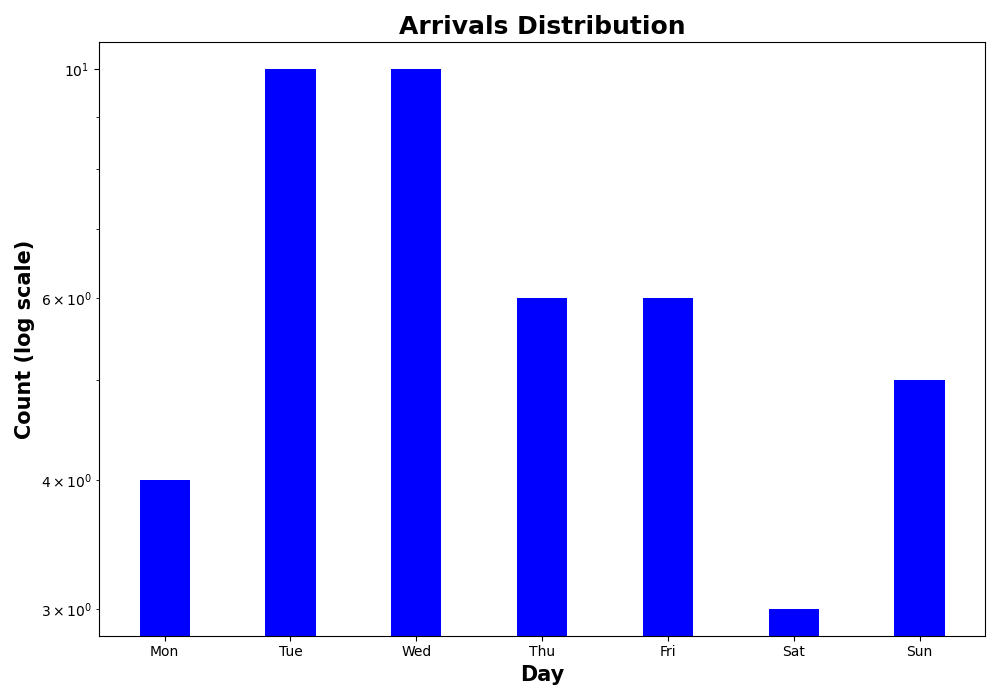 Arrivals Distribution
10¹
6 × 10⁰
4 × 10⁰
3 × 10⁰
Count (log scale)
Mon Tue Wed Thu Fri Sat Sun
Day